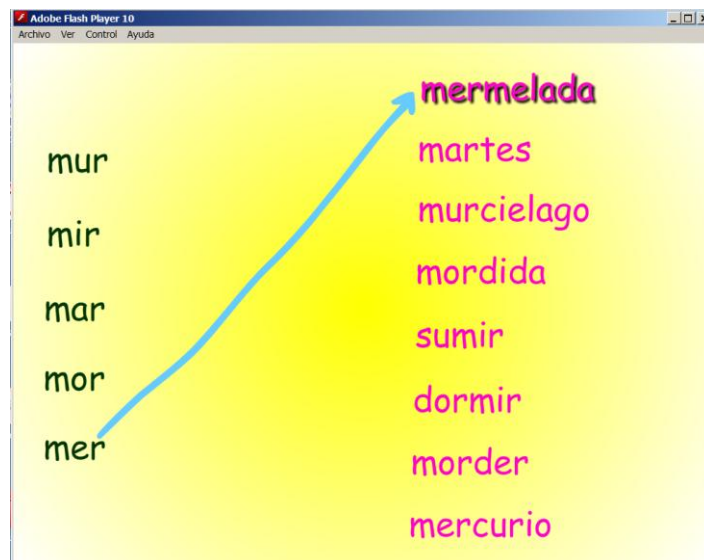 Adobe Flash Player 10
Archivo Ver Control Ayuda
mur
mir
mar
mor
mer
mermelada
martes
murcielago
mordida
sumir
dormir
morder
mercurio